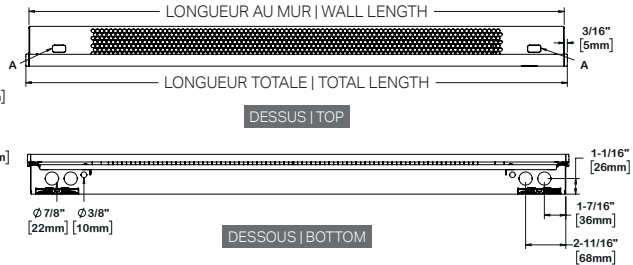 LONGUEUR AU MUR | WALL LENGTH
3/16"
[5mm]
A
A
LONGUEUR TOTALE | TOTAL LENGTH
DESSUS | TOP
1-1/16"
[26mm]
Ø 7/8"
[22mm]
Ø 3/8"
[10mm]
1-7/16"
[36mm]
DESSOUS | BOTTOM
2-11/16"
[68mm]